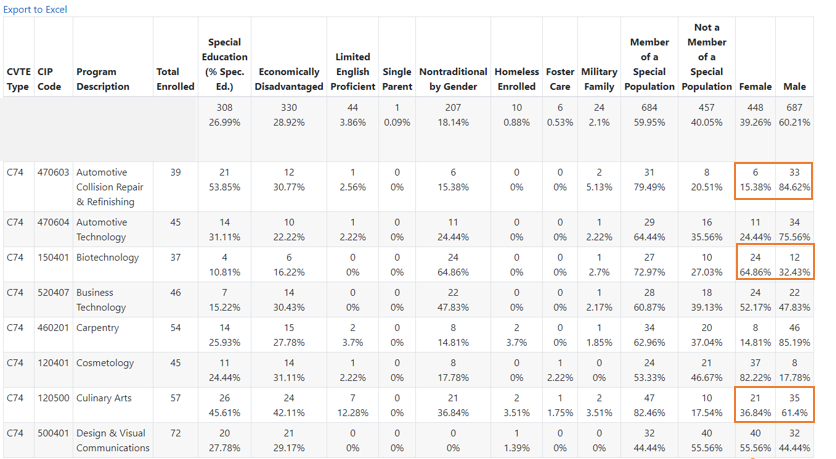 Export to Excel
CVTE Type | CIP Code | Program Description | Total Enrolled | Special Education (% Spec. Ed.) | Economically Disadvantaged | Limited English Proficient | Single Parent | Nontraditional by Gender | Homeless Enrolled | Foster Care | Military Family | Member of a Special Population | Not a Member of a Special Population | Female | Male
308 330 44 1 207 10 6 24 684 457 448 687
26.99% 28.92% 3.86% 0.09% 18.14% 0.88% 0.53% 2.1% 59.95% 40.05% 39.26% 60.21%
C74 470603 Automotive Collision Repair & Refinishing 39 21 12 1 0 6 0 0 2 31 8 6 33
53.85% 30.77% 2.56% 0% 15.38% 0% 0% 5.13% 79.49% 20.51% 15.38% 84.62%
C74 470604 Automotive Technology 45 14 10 1 0 11 0 0 1 29 16 11 34
31.11% 22.22% 2.22% 0% 24.44% 0% 0% 2.22% 64.44% 35.56% 24.44% 75.56%
C74 150401 Biotechnology 37 4 6 0 0 24 0 0 1 27 10 24 12
10.81% 16.22% 0% 0% 64.86% 0% 0% 2.7% 72.97% 27.03% 64.86% 32.43%
C74 520407 Business Technology 46 7 14 0 0 22 0 0 1 28 18 24 22
15.22% 30.43% 0% 0% 47.83% 0% 0% 2.17% 60.87% 39.13% 52.17% 47.83%
C74 460201 Carpentry 54 14 15 2 0 8 2 0 1 34 20 8 46
25.93% 27.78% 3.7% 0% 14.81% 3.7% 0% 1.85% 62.96% 37.04% 14.81% 85.19%
C74 120401 Cosmetology 45 11 14 1 0 8 0 1 0 24 21 37 8
24.44% 31.11% 2.22% 0% 17.78% 0% 2.22% 0% 53.33% 46.67% 82.22% 17.78%
C74 120500 Culinary Arts 57 26 24 7 0 21 2 1 2 47 10 21 35
45.61% 42.11% 12.28% 0% 36.84% 3.51% 1.75% 3.51% 82.46% 17.54% 36.84% 61.4%
C74 500401 Design & Visual Communications 72 20 21 0 0 0 1 0 0 32 40 40 32
27.78% 29.17% 0% 0% 0% 1.39% 0% 0% 44.44% 55.56% 55.56% 44.44%